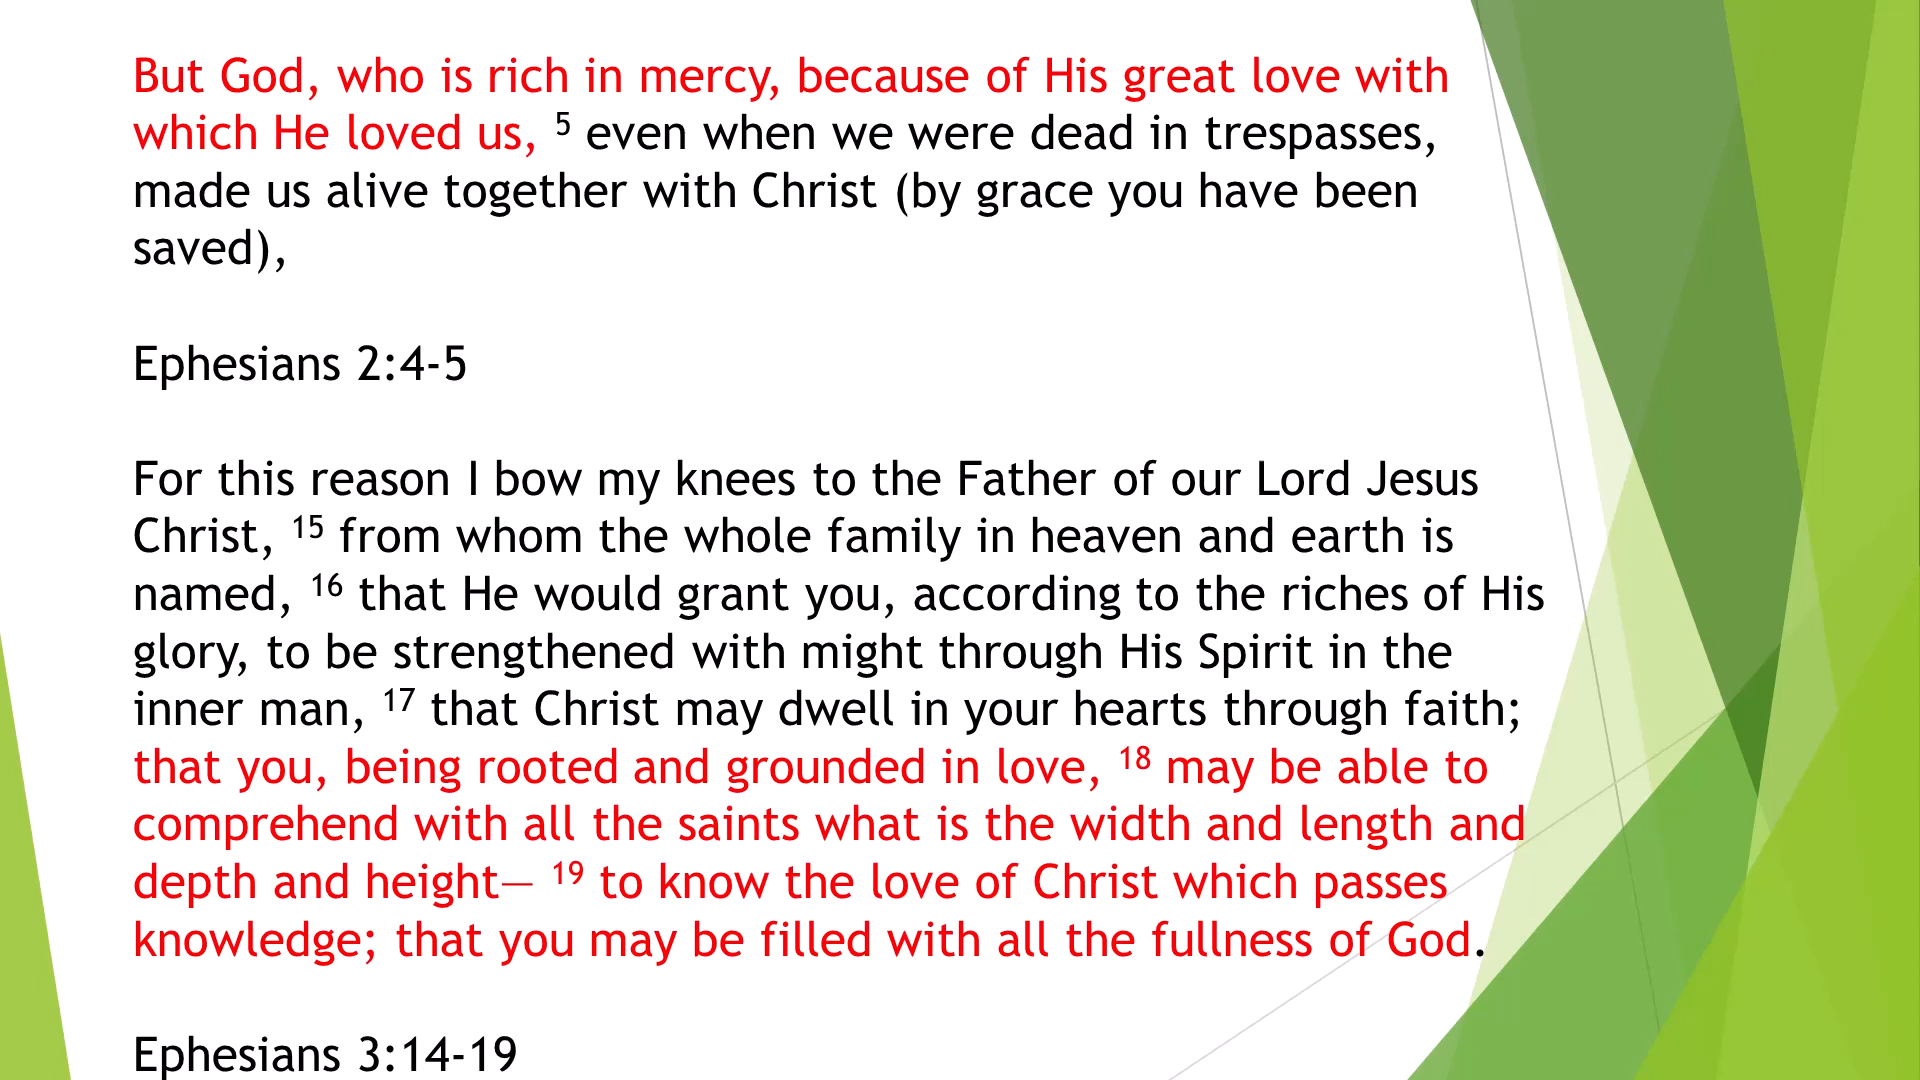 But God, who is rich in mercy, because of His great love with
which He loved us, 5 even when we were dead in trespasses,
made us alive together with Christ (by grace you have been
saved),
Ephesians 2:4-5
For this reason I bow my knees to the Father of our Lord Jesus
Christ, 15 from whom the whole family in heaven and earth is
named, 16 that He would grant you, according to the riches of His
glory, to be strengthened with might through His Spirit in the
inner man, 17 that Christ may dwell in your hearts through faith;
that you, being rooted and grounded in love, 18 may be able to
comprehend with all the saints what is the width and length and
depth and height— 19 to know the love of Christ which passes
knowledge; that you may be filled with all the fullness of God.
Ephesians 3:14-19